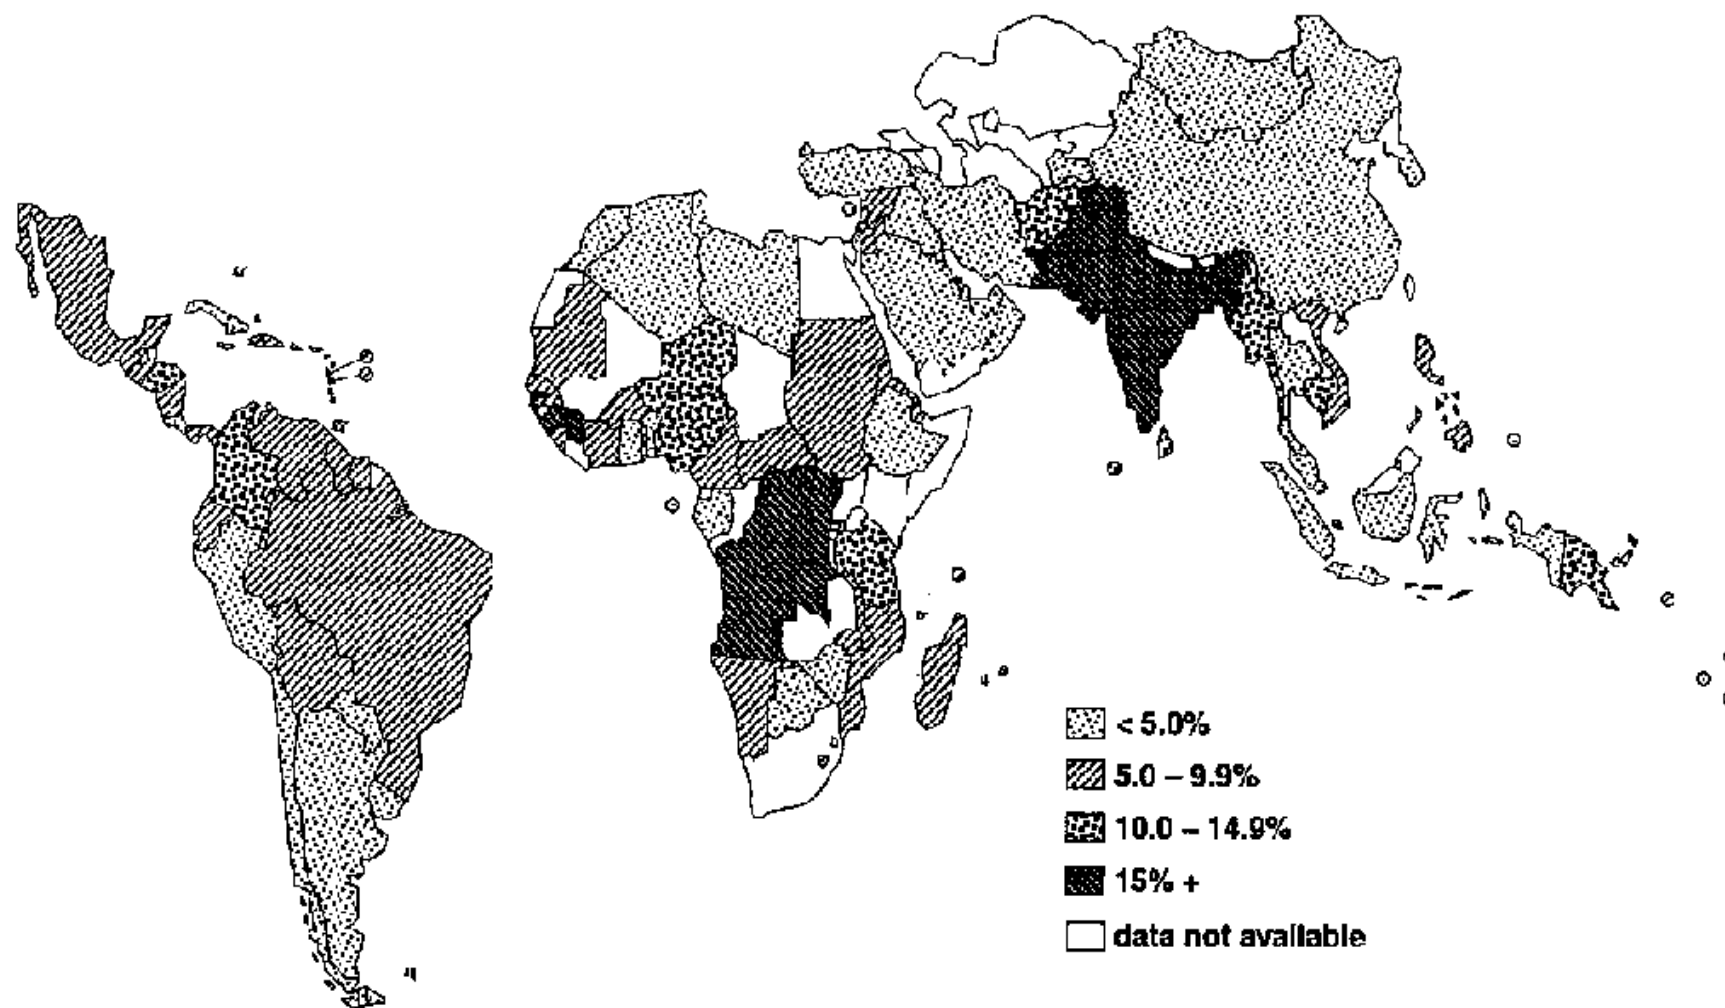 < 5.0%
5.0 – 9.9%
10.0 – 14.9%
15% +
data not available